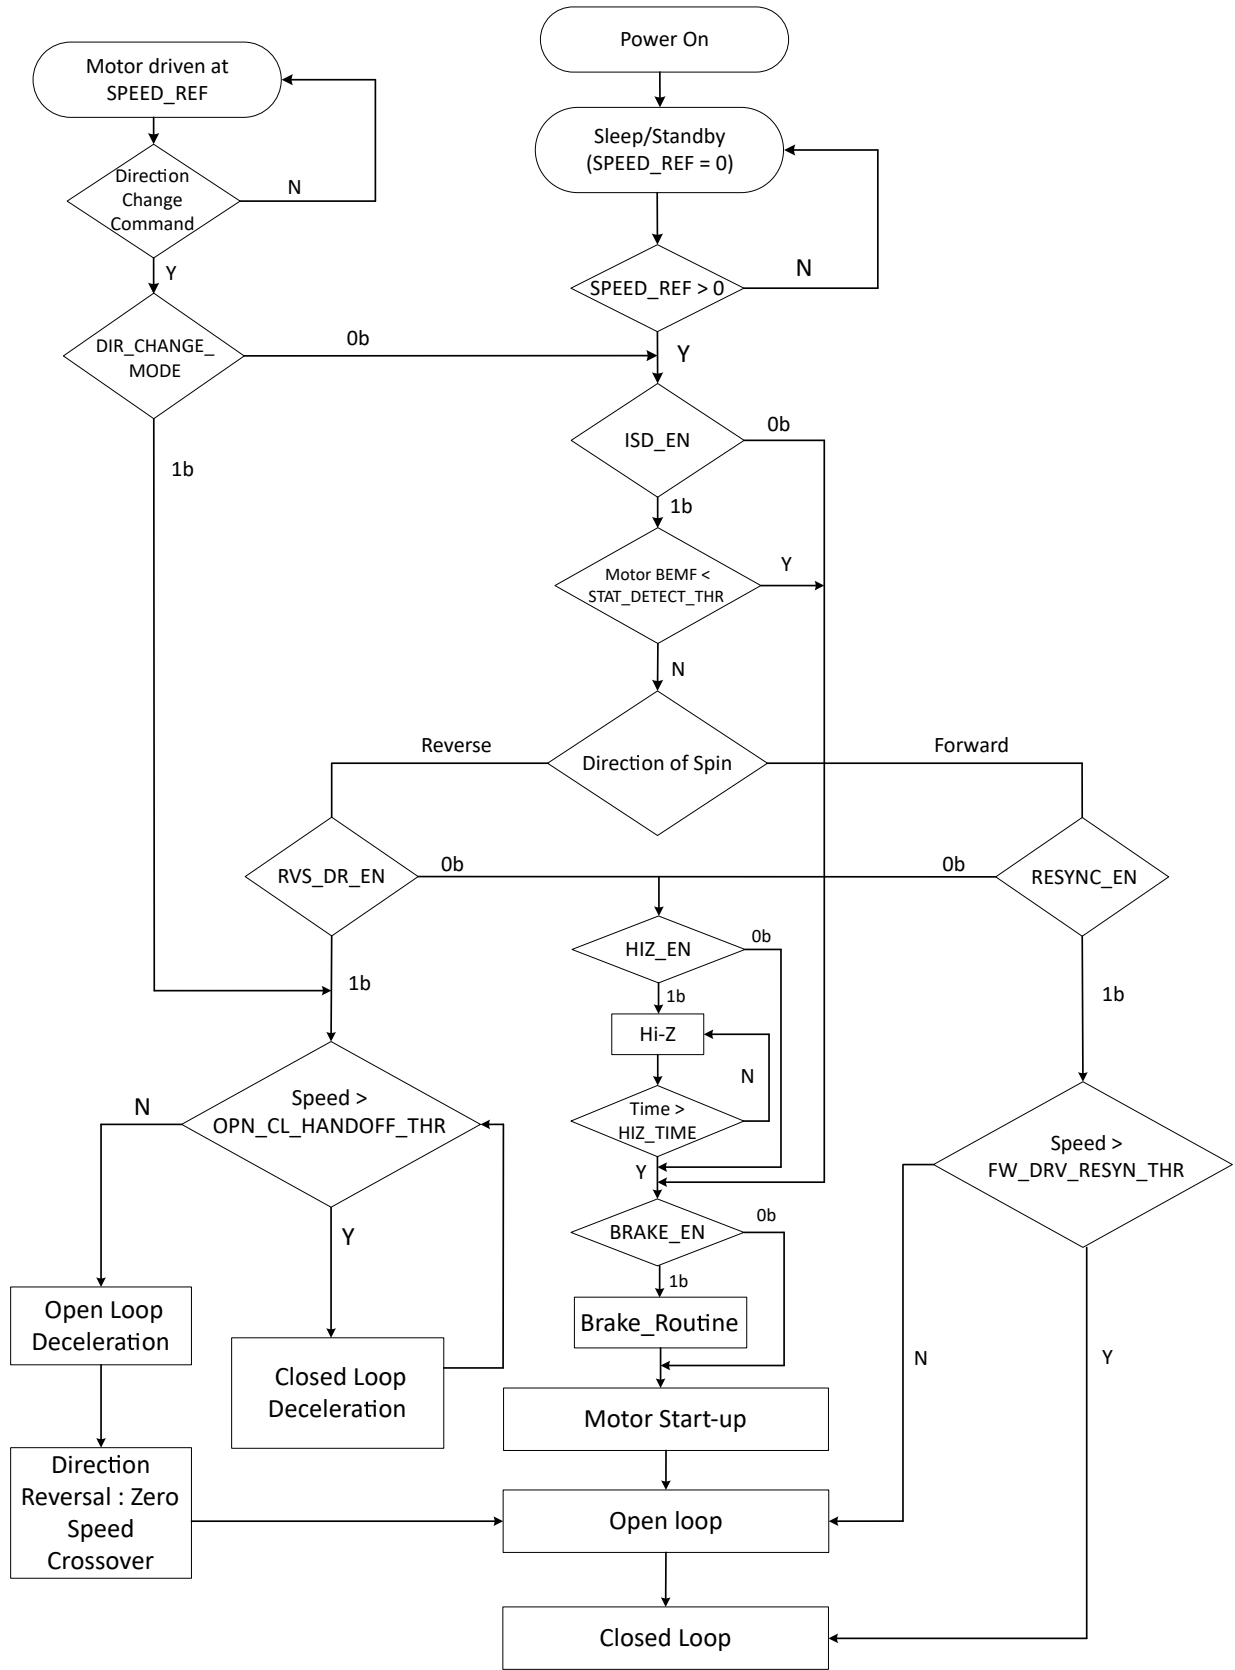 Power On
Motor driven at
SPEED_REF
Sleep/Standby
(SPEED_REF = 0)
Direction
Change
Command
N
Y
SPEED_REF > 0
N
DIR_CHANGE_
MODE
0b
Y
1b
ISD_EN
0b
1b
Motor BEMF <
STAT_DETECT_THR
Y
N
Reverse
Direction of Spin
Forward
RVS_DR_EN
0b
0b
RESYNC_EN
1b
HIZ_EN
0b
1b
1b
Hi-Z
N
Time >
HIZ_TIME
Y
Speed >
OPN_CL_HANDOFF_THR
N
Y
Speed >
FW_DRV_RESYN_THR
BRAKE_EN
0b
1b
Brake_Routine
Open Loop
Deceleration
Closed Loop
Deceleration
N
Y
Motor Start-up
Direction
Reversal : Zero
Speed
Crossover
Open loop
Closed Loop